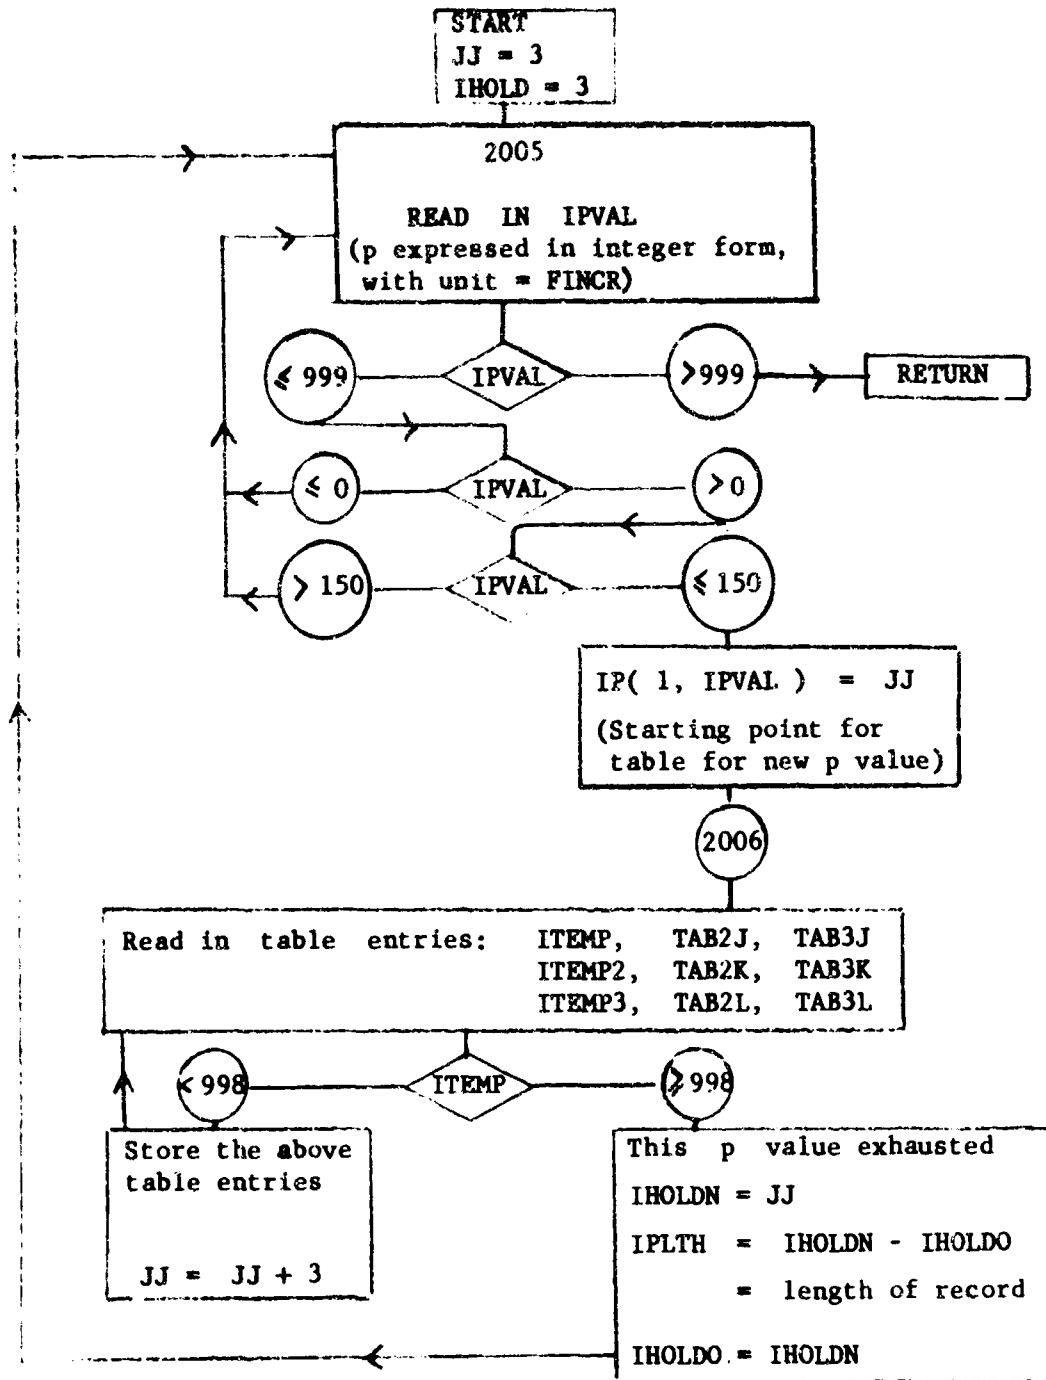 START
JJ = 3
IHOLD = 3
2005
READ IN IPVAL
(p expressed in integer form,
with unit = FINCR)
≤ 999
IPVAL
>999
RETURN
≤ 0
IPVAL
>0
> 150
IPVAL
≤ 150
IP( 1, IPVAL ) = JJ
(Starting point for
table for new p value)
2006
Read in table entries: ITEMP, TAB2J, TAB3J
ITEMP2, TAB2K, TAB3K
ITEMP3, TAB2L, TAB3L
< 998
ITEMP
≥998
Store the above
table entries
JJ = JJ + 3
This p value exhausted
IHOLDN = JJ
IPLTH = IHOLDN - IHOLDO
= length of record
IHOLDO = IHOLDN